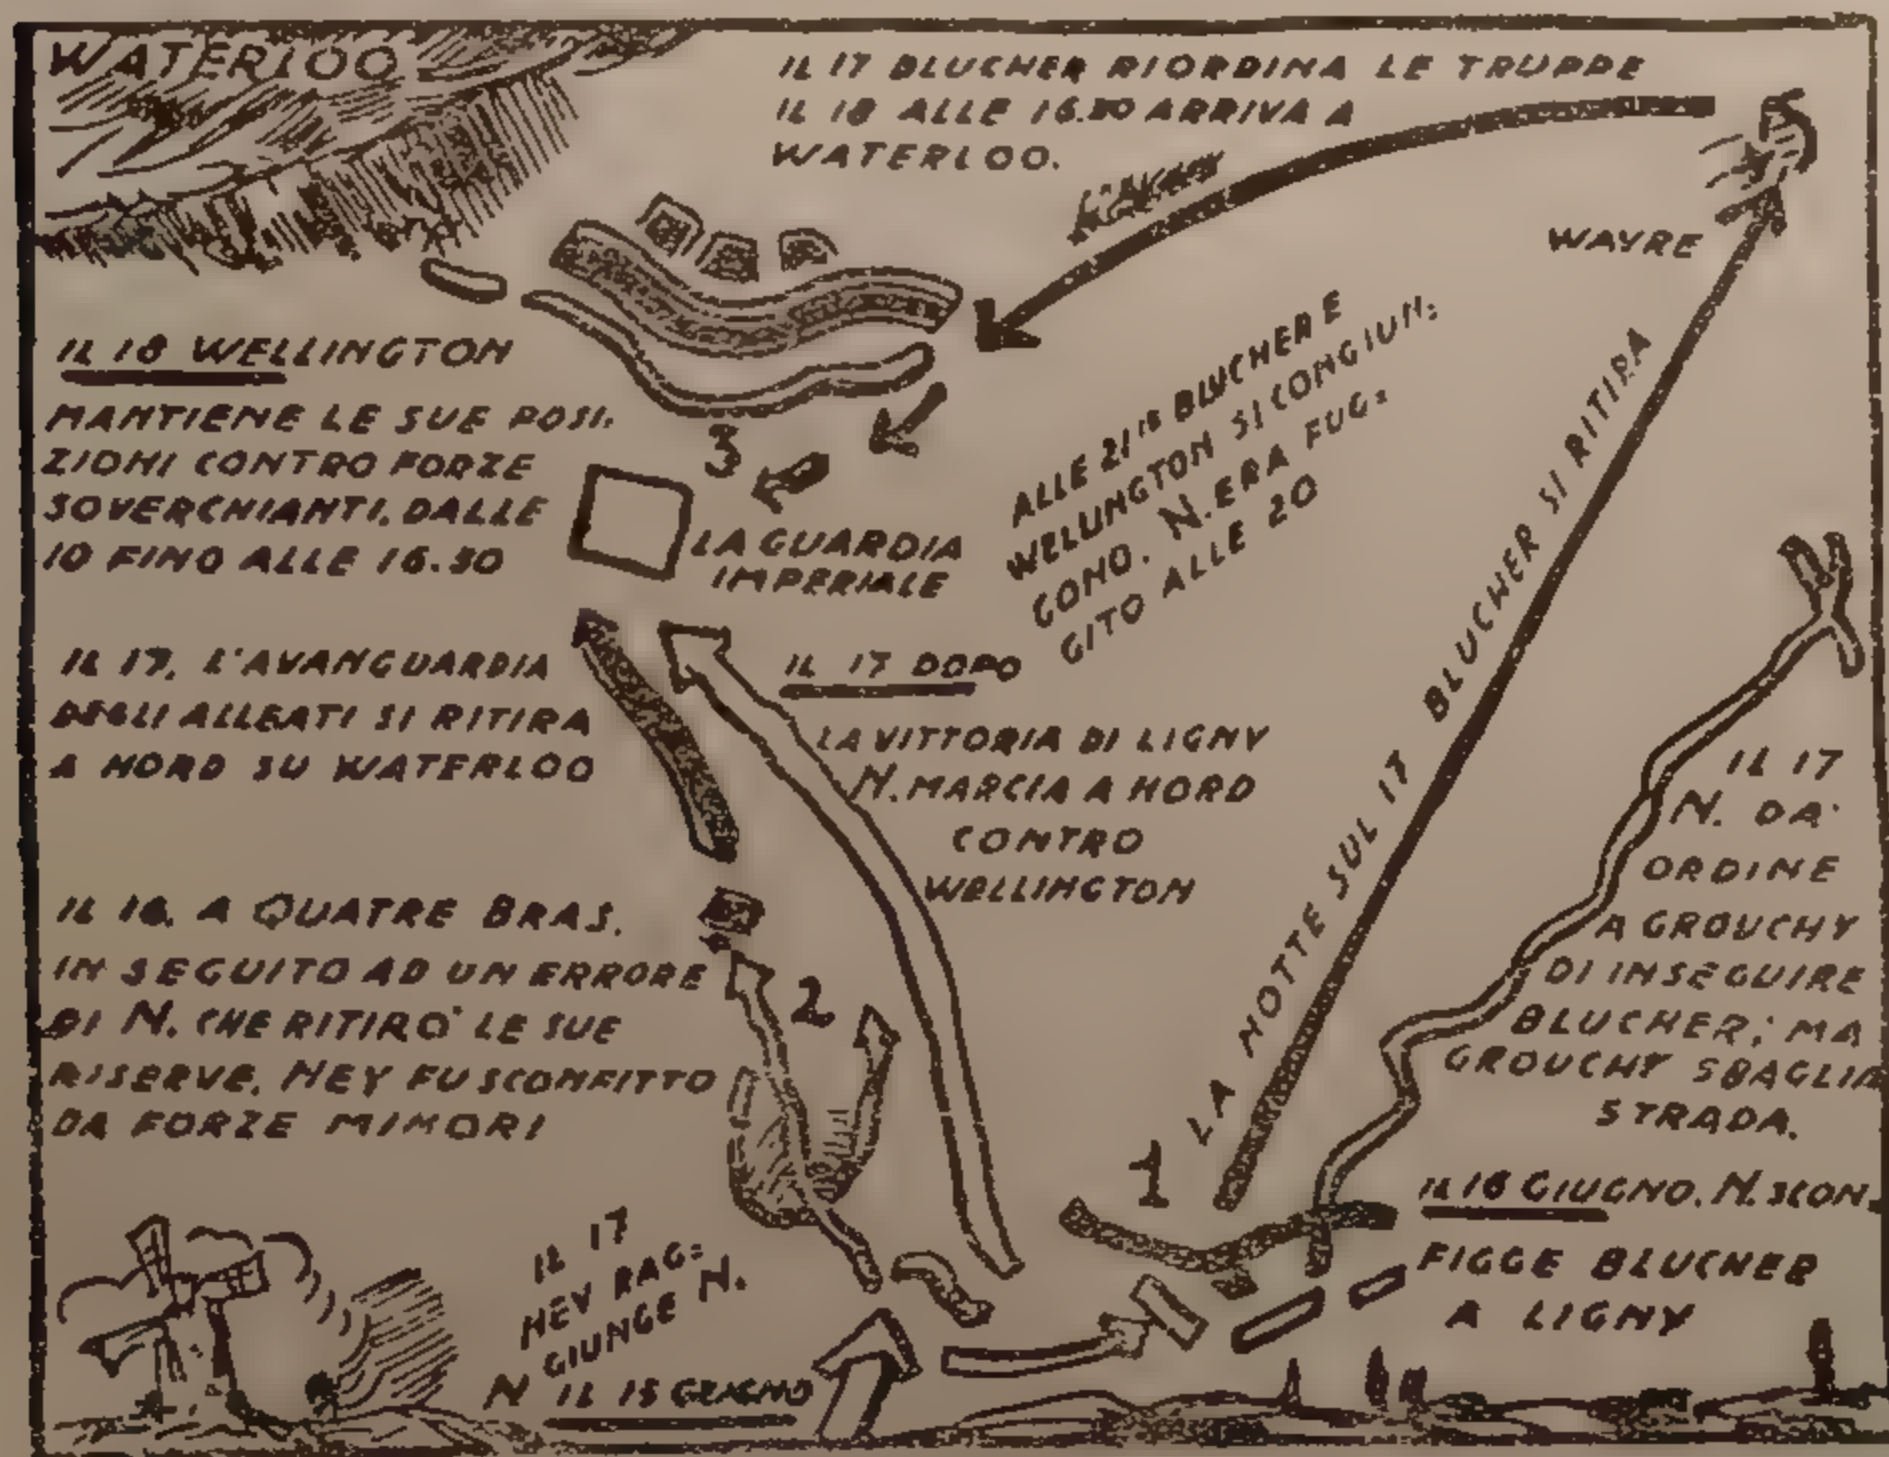 WATERLOO
IL 17 BLUCHER RIORDINA LE TRUPPE
IL 18 ALLE 16.30 ARRIVA A
WATERLOO.
WAVRE
IL 18 WELLINGTON
MANTIENE LE SUE POSI-
ZIONI CONTRO FORZE
SOVERCHIANTI. DALLE
10 FINO ALLE 16.30
3
LA GUARDIA
IMPERIALE
ALLE 21 15 BLUCHER E
WELLINGTON SI CONGIUN=
GONO. N. ERA FUG=
GITO ALLE 20
LA NOTTE SUL 17 BLUCHER SI RITIRA
IL 17, L'AVANGUARDIA
DEGLI ALLEATI SI RITIRA
A NORD SU WATERLOO
IL 17 DOPO
LA VITTORIA DI LIGNY
N. MARCIA A NORD
CONTRO
WELLINGTON
IL 17
N. DA'
ORDINE
A GROUCHY
DI INSEGUIRE
BLUCHER; MA
GROUCHY SBAGLIA
STRADA.
IL 16. A QUATRE BRAS.
IN SEGUITO AD UN ERRORE
DI N. CHE RITIRO' LE SUE
RISERVE, NEY FU SCONFITTO
DA FORZE MINORI
2
1
IL 16 GIUGNO. N. SCON-
FIGGE BLUCHER
A LIGNY
IL 17
NEY RAG=
GIUNGE N.
N IL 15 GIUGNO